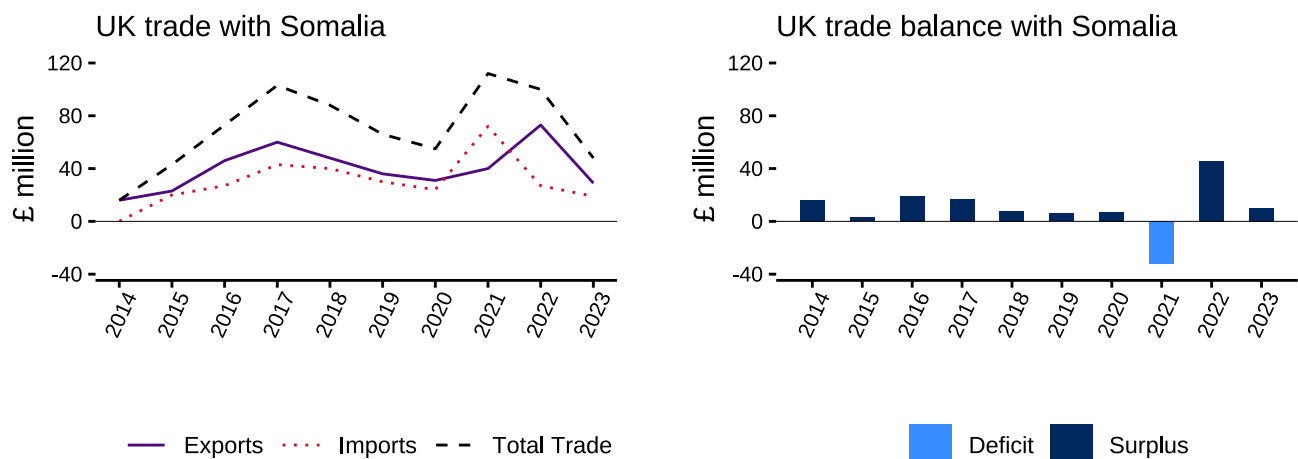 UK trade with Somalia
£ million
120
80
40
0
-40
2014 2015 2016 2017 2018 2019 2020 2021 2022 2023
Exports Imports Total Trade
UK trade balance with Somalia
£ million
120
80
40
0
-40
2014 2015 2016 2017 2018 2019 2020 2021 2022 2023
Deficit Surplus